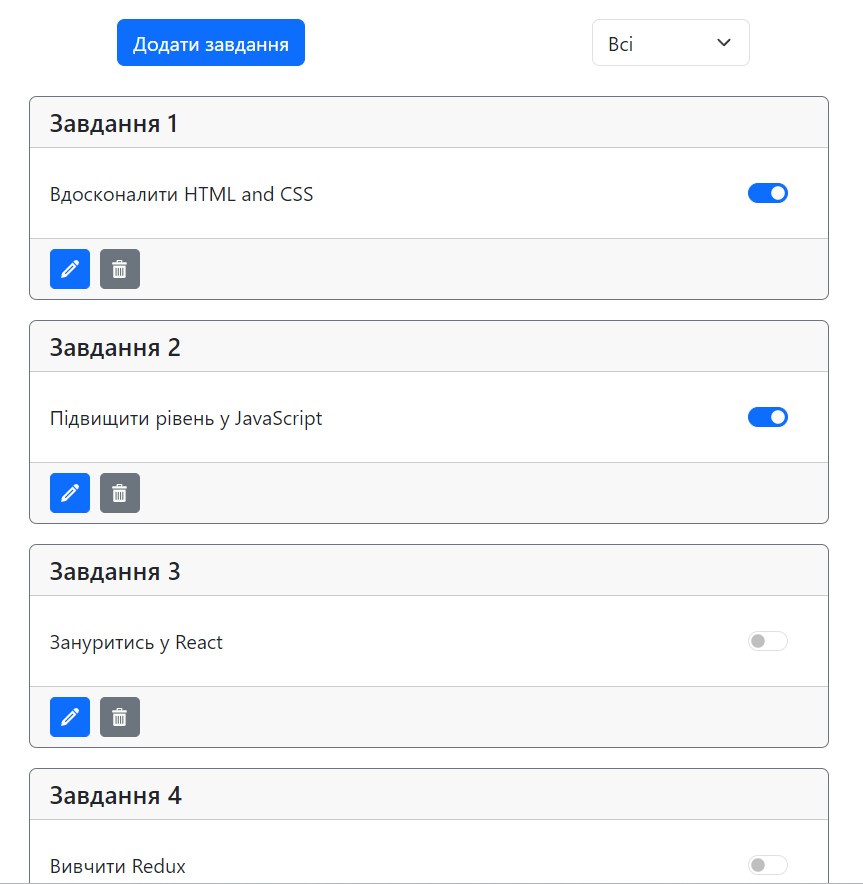 Додати завдання
Всі
Завдання 1
Вдосконалити HTML and CSS
Завдання 2
Підвищити рівень у JavaScript
Завдання 3
Зануритись у React
Завдання 4
Вивчити Redux